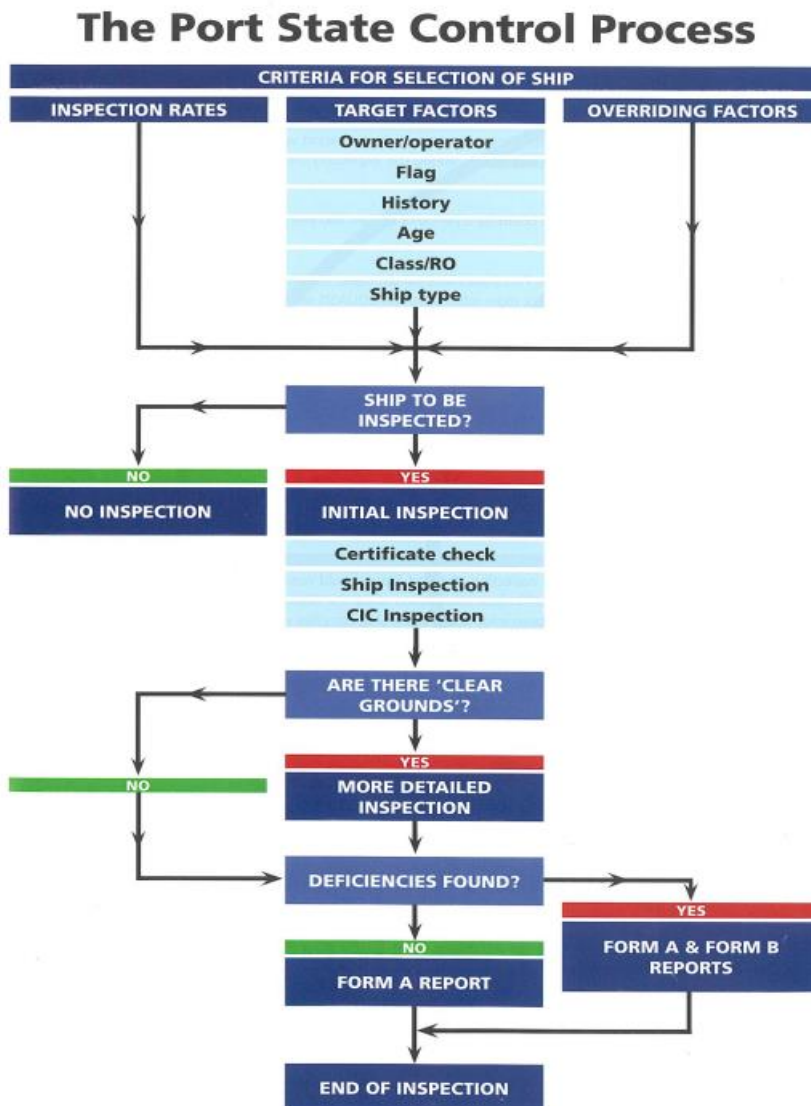 The Port State Control Process
CRITERIA FOR SELECTION OF SHIP
INSPECTION RATES
TARGET FACTORS
OVERRIDING FACTORS
Owner/operator
Flag
History
Age
Class/RO
Ship type
SHIP TO BE
INSPECTED?
NO
YES
NO INSPECTION
INITIAL INSPECTION
Certificate check
Ship Inspection
CIC Inspection
ARE THERE ‘CLEAR
GROUNDS’?
YES
NO
MORE DETAILED
INSPECTION
DEFICIENCIES FOUND?
YES
FORM A & FORM B
REPORTS
NO
FORM A REPORT
END OF INSPECTION